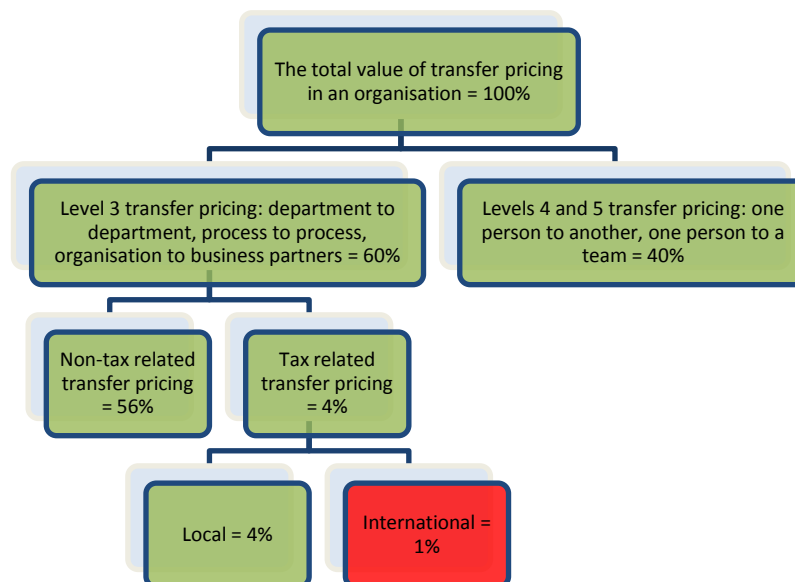 The total value of transfer pricing
in an organisation = 100%
Level 3 transfer pricing: department to
department, process to process,
organisation to business partners = 60%
Levels 4 and 5 transfer pricing: one
person to another, one person to a
team = 40%
Non-tax related
transfer pricing
= 56%
Tax related
transfer pricing
=4%
Local = 4%
International =
1%